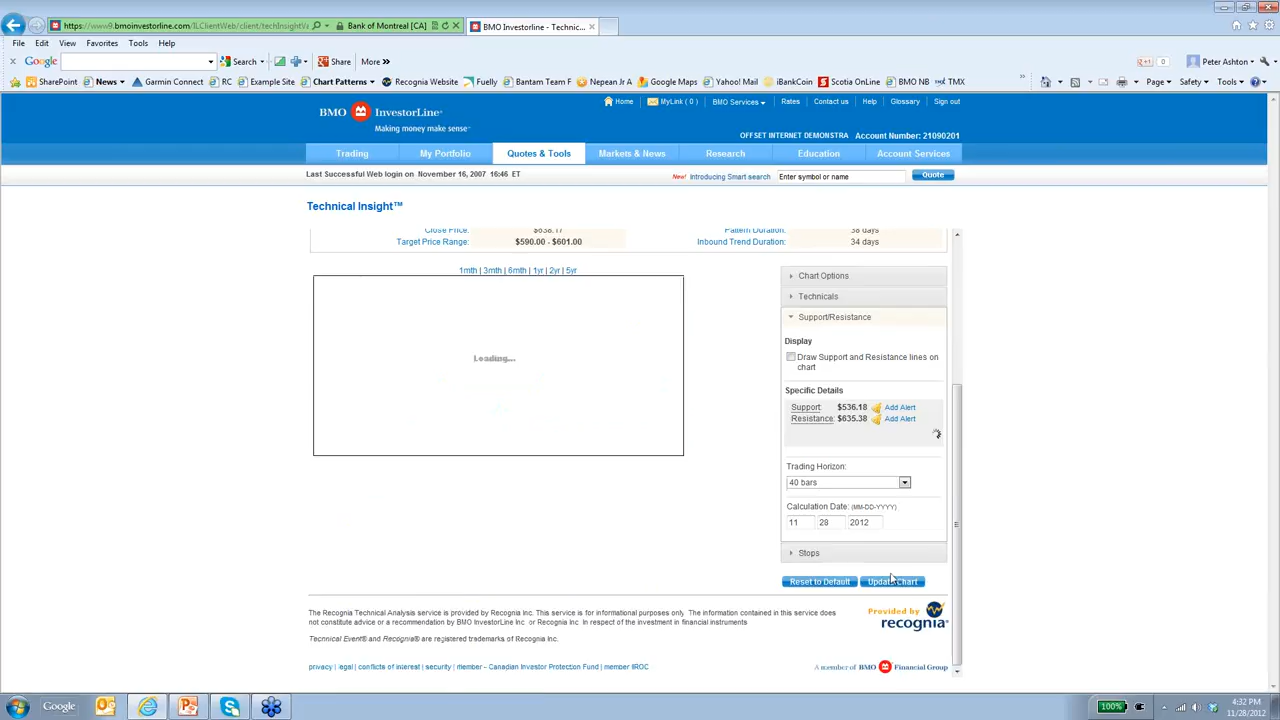 https://www9.bmoinvestorline.com/ILClientWeb/client/techInsightV
Bank of Montreal [CA]
BMO Investorline - Technic...
File Edit View Favorites Tools Help
Google Search Share More »
+1 0 Peter Ashton
SharePoint News Garmin Connect RC Example Site Chart Patterns Recognia Website Fuelly Bantam Team F Nepean Jr A Google Maps Yahoo! Mail iBankCoin Scotia OnLine BMO NB TMX » Page Safety Tools
BMO InvestorLine
Making money make sense
Home MyLink ( 0 ) BMO Services Rates Contact us Help Glossary Sign out
OFFSET INTERNET DEMONSTRA Account Number: 21090201
Trading My Portfolio Quotes & Tools Markets & News Research Education Account Services
Last Successful Web login on November 16, 2007 16:46 ET
New! Introducing Smart search Enter symbol or name Quote
Technical Insight™
Close Price: $638.17 Pattern Duration: 38 days
Target Price Range: $590.00 - $601.00 Inbound Trend Duration: 34 days
1mth | 3mth | 6mth | 1yr | 2yr | 5yr
Loading...
Chart Options
Technicals
Support/Resistance
Display
Draw Support and Resistance lines on
chart
Specific Details
Support: $536.18 Add Alert
Resistance: $635.38 Add Alert
Trading Horizon:
40 bars
Calculation Date: (MM-DD-YYYY)
11 28 2012
Stops
Reset to Default Update Chart
The Recognia Technical Analysis service is provided by Recognia Inc. This service is for informational purposes only. The information contained in this service does
not constitute advice or a recommendation by BMO InvestorLine Inc. or Recognia Inc. In respect of the investment in financial instruments
Technical Event® and Recognia® are registered trademarks of Recognia Inc.
Provided by
recognia
privacy | legal | conflicts of interest | security | member - Canadian Investor Protection Fund | member IIROC
A member of BMO Financial Group
Google
100%
4:32 PM
11/28/2012